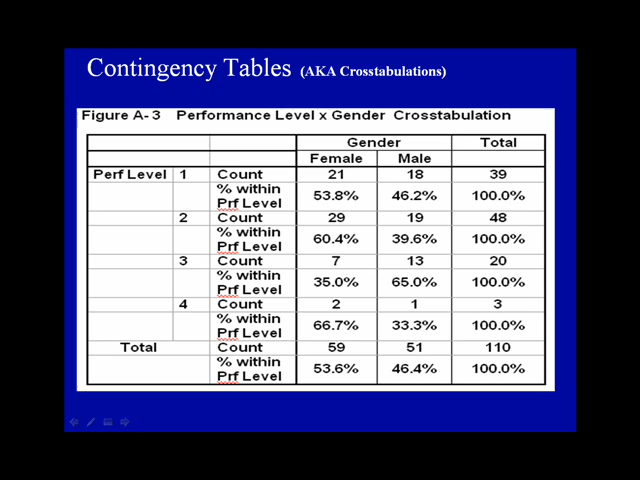 Contingency Tables (AKA Crosstabulations)
Figure A- 3 Performance Level x Gender Crosstabulation
Gender Total
Female Male
Perf Level 1 Count 21 18 39
% within Prf Level 53.8% 46.2% 100.0%
2 Count 29 19 48
% within Prf Level 60.4% 39.6% 100.0%
3 Count 7 13 20
% within Prf Level 35.0% 65.0% 100.0%
4 Count 2 1 3
% within Prf Level 66.7% 33.3% 100.0%
Total Count 59 51 110
% within Prf Level 53.6% 46.4% 100.0%